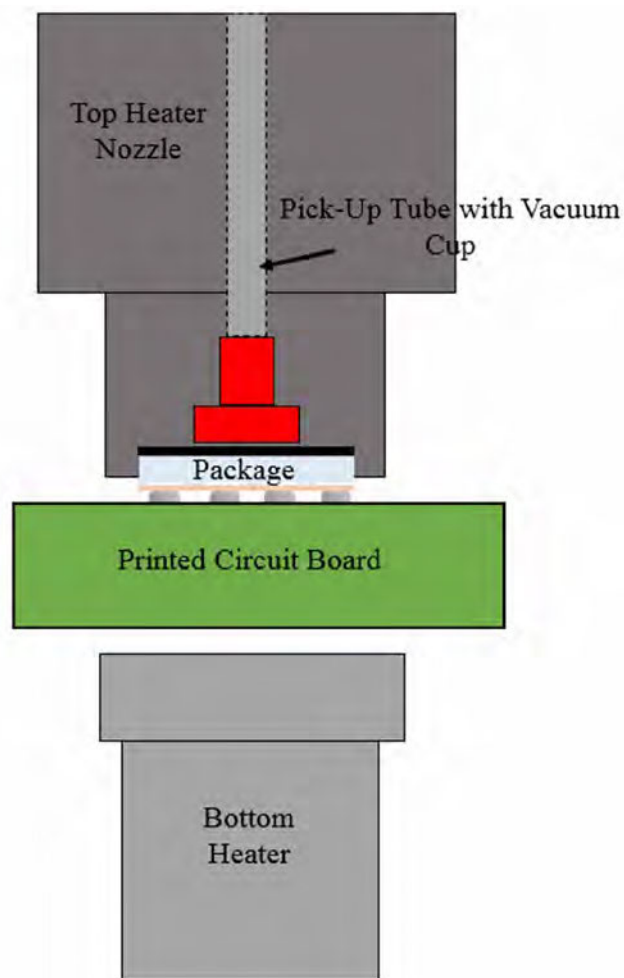 Top Heater
Nozzle
Pick-Up Tube with Vacuum
Cup
Package
Printed Circuit Board
Bottom
Heater